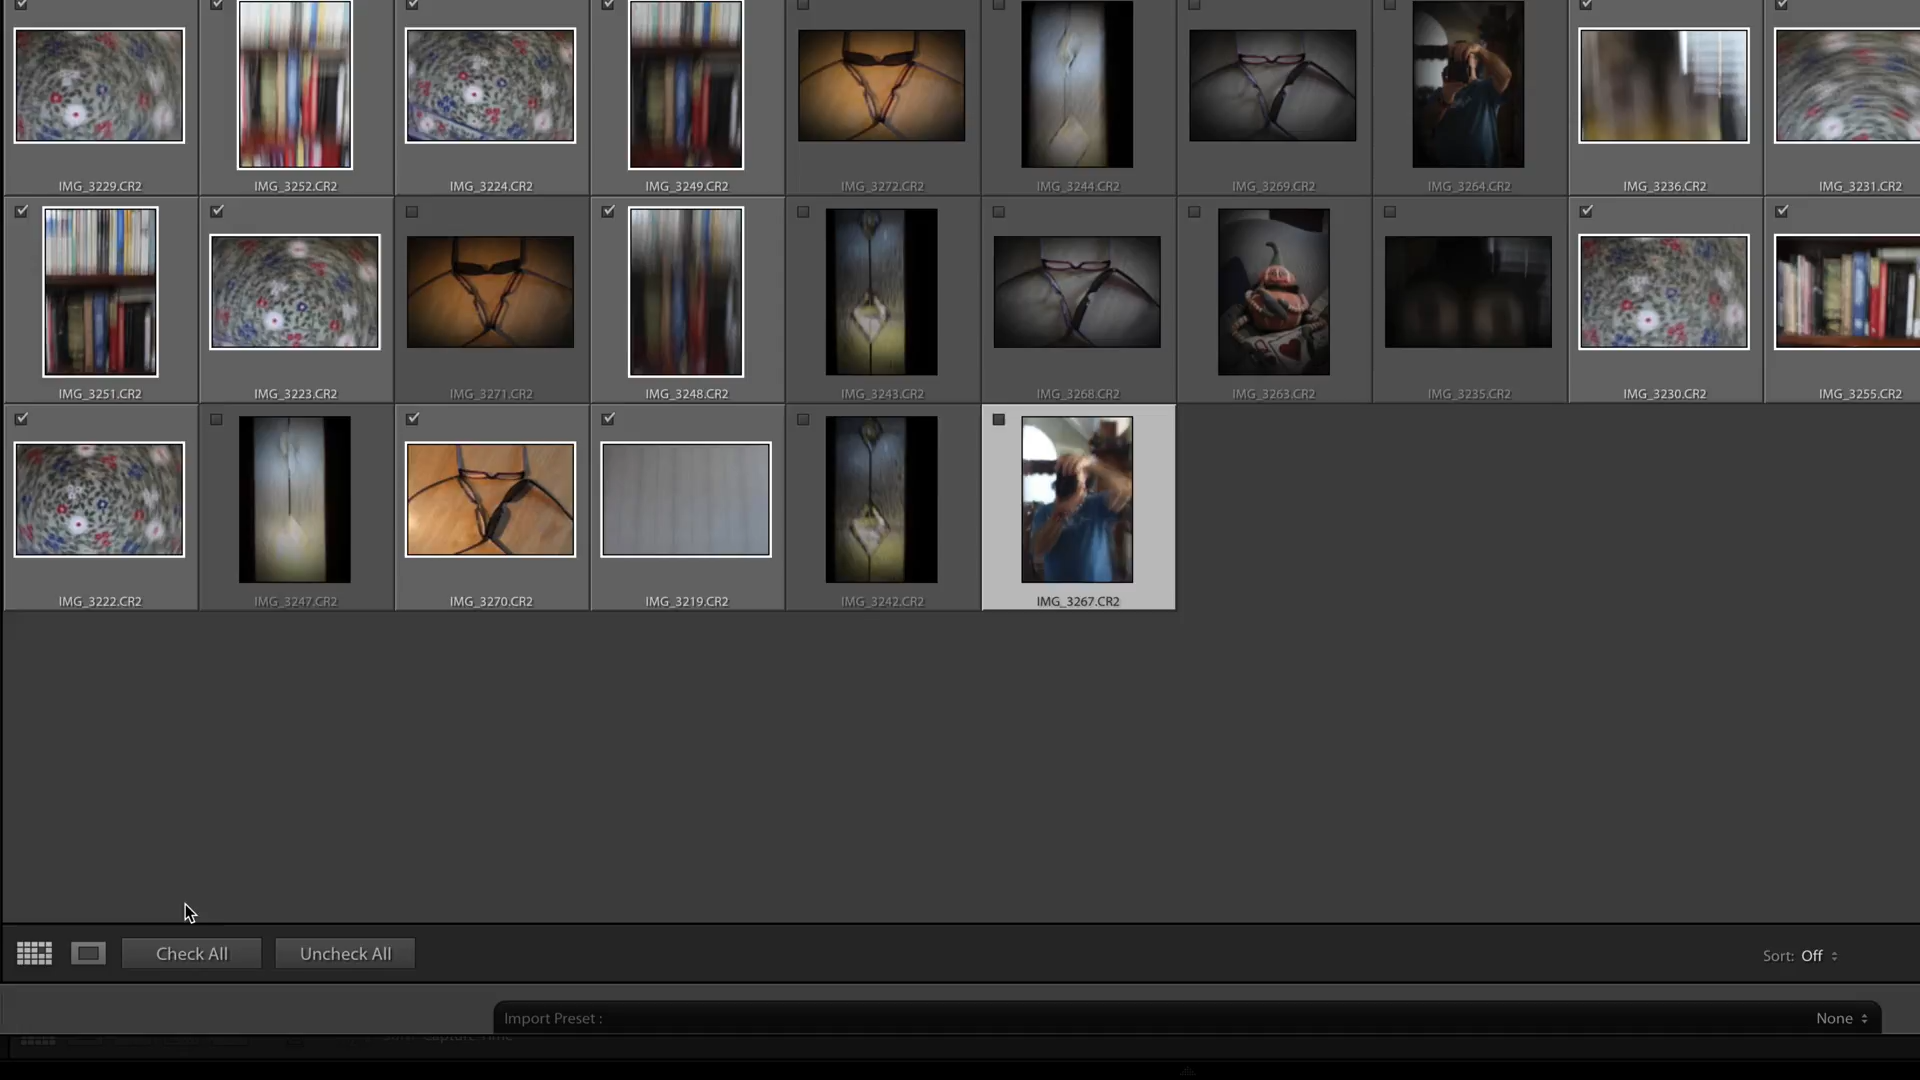 IMG_3229.CR2 IMG_3252.CR2 IMG_3224.CR2 IMG_3249.CR2 IMG_3272.CR2 IMG_3244.CR2 IMG_3269.CR2 IMG_3264.CR2 IMG_3236.CR2 IMG_3231.CR2
IMG_3251.CR2 IMG_3223.CR2 IMG_3271.CR2 IMG_3248.CR2 IMG_3243.CR2 IMG_3268.CR2 IMG_3263.CR2 IMG_3235.CR2 IMG_3230.CR2 IMG_3255.CR2
IMG_3222.CR2 IMG_3247.CR2 IMG_3270.CR2 IMG_3219.CR2 IMG_3242.CR2 IMG_3267.CR2
Check All Uncheck All Sort: Off
Import Preset : None